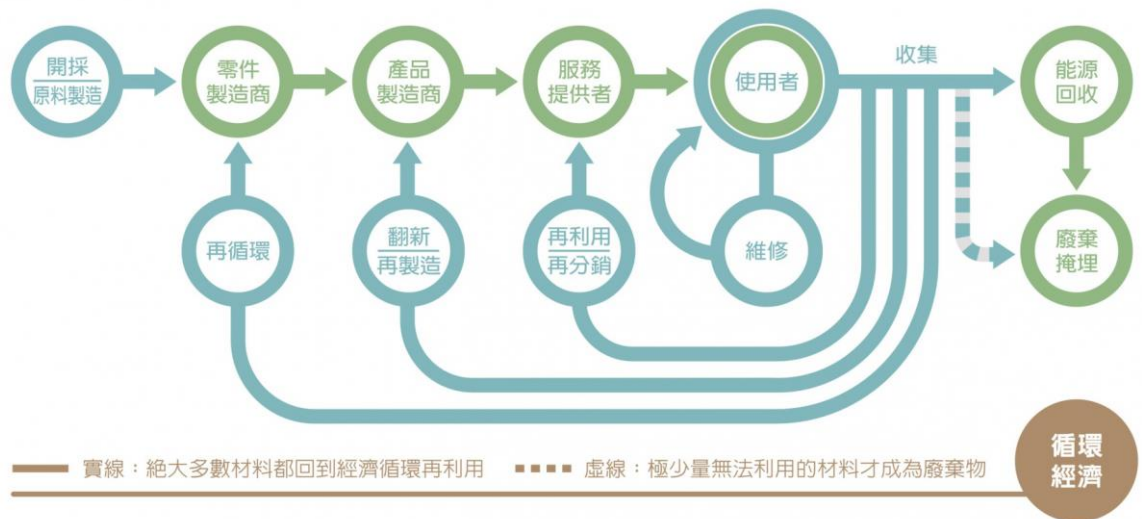 開採
原料製造
零件
製造商
產品
製造商
服務
提供者
使用者
收集
能源
回收
再循環
翻新
再製造
再利用
再分銷
維修
廢棄
掩埋
實線：絕大多數材料都回到經濟循環再利用
虛線：極少量無法利用的材料才成為廢棄物
循環
經濟